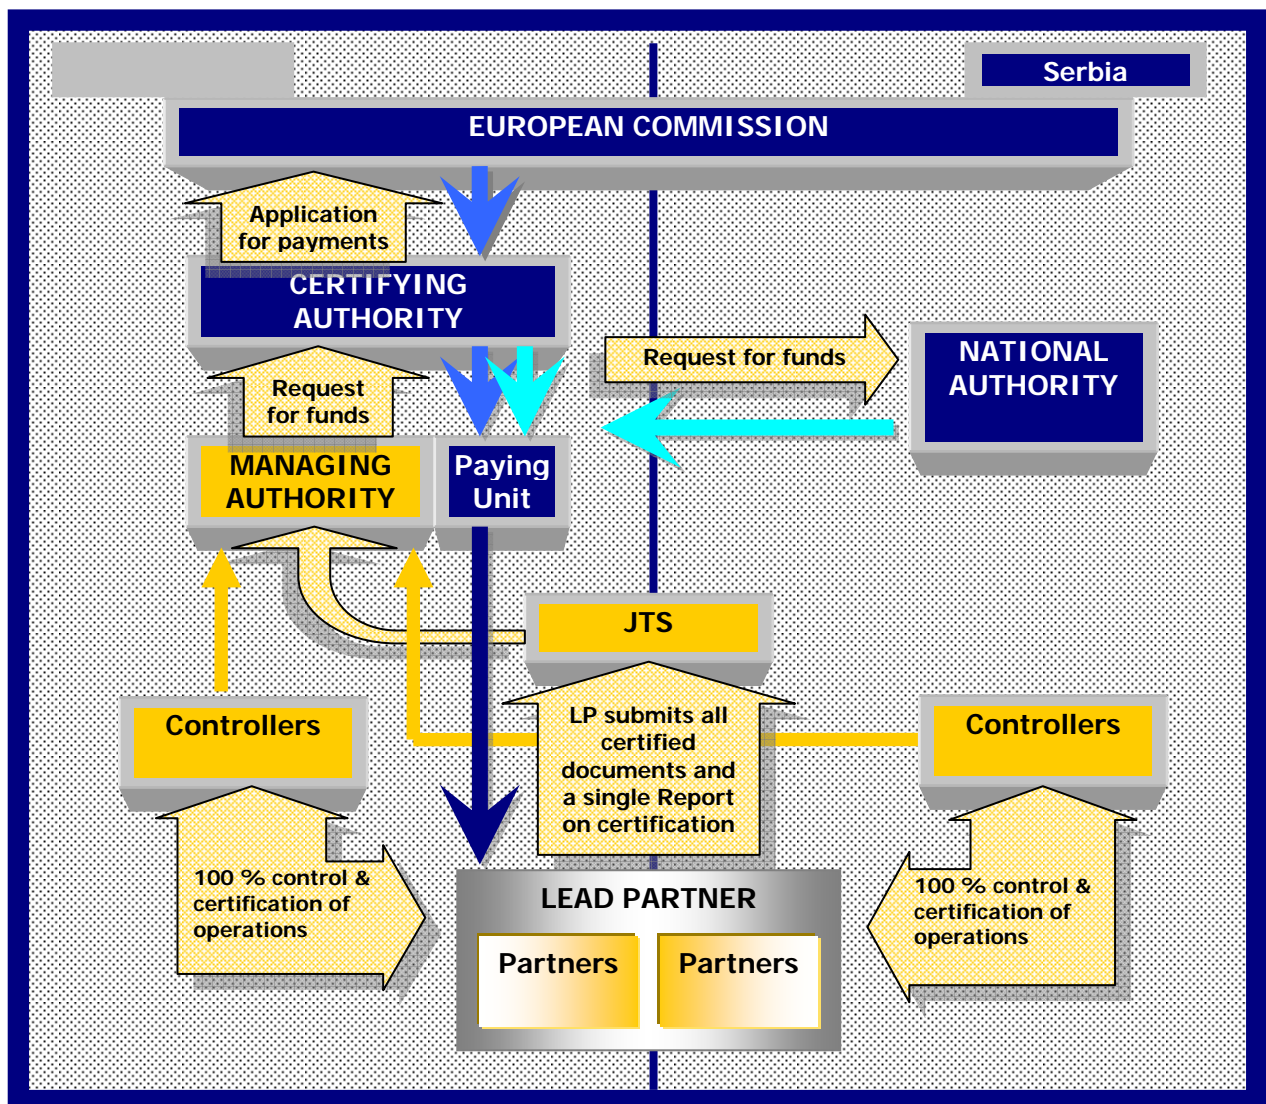 Serbia
EUROPEAN COMMISSION
Application
for payments
CERTIFYING
AUTHORITY
Request for funds
NATIONAL
AUTHORITY
Request
for funds
MANAGING
AUTHORITY
Paying
Unit
JTS
Controllers
LP submits all
certified
documents and
a single Report
on certification
Controllers
100 % control &
certification of
operations
100 % control &
certification of
operations
LEAD PARTNER
Partners
Partners